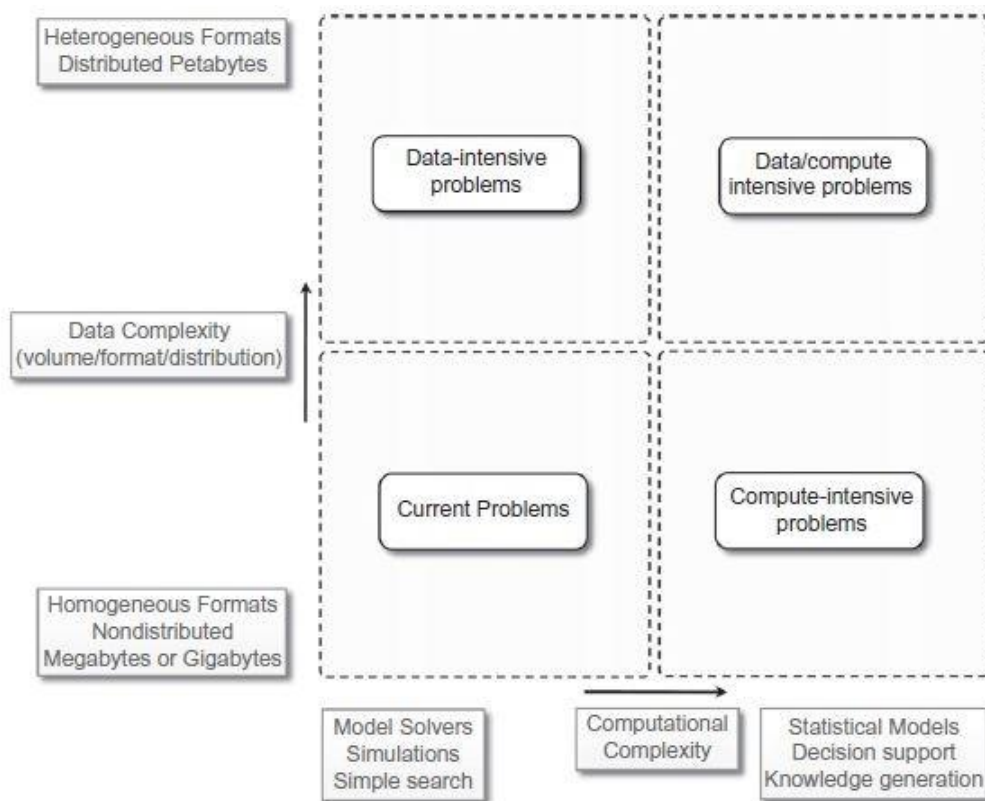 Heterogeneous Formats
Distributed Petabytes
Data-intensive
problems
Data/compute
intensive problems
Data Complexity
(volume/format/distribution)
Current Problems
Compute-intensive
problems
Homogeneous Formats
Nondistributed
Megabytes or Gigabytes
Model Solvers
Simulations
Simple search
Computational
Complexity
Statistical Models
Decision support
Knowledge generation